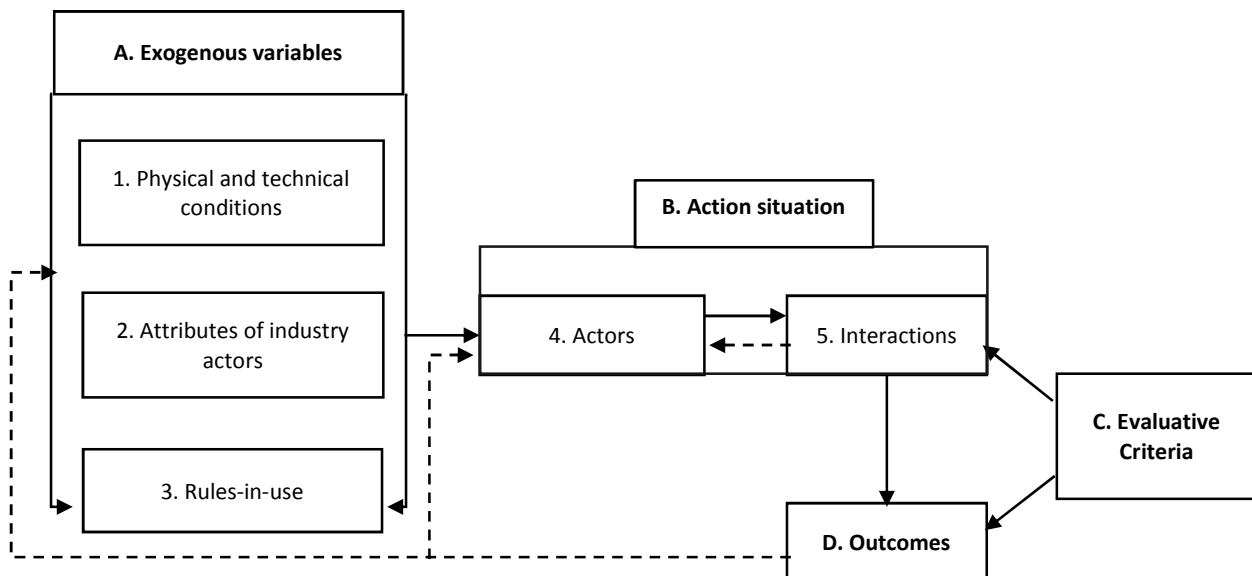 A. Exogenous variables
1. Physical and technical
conditions
2. Attributes of industry
actors
3. Rules-in-use
B. Action situation
4. Actors
5. Interactions
C. Evaluative
Criteria
D. Outcomes